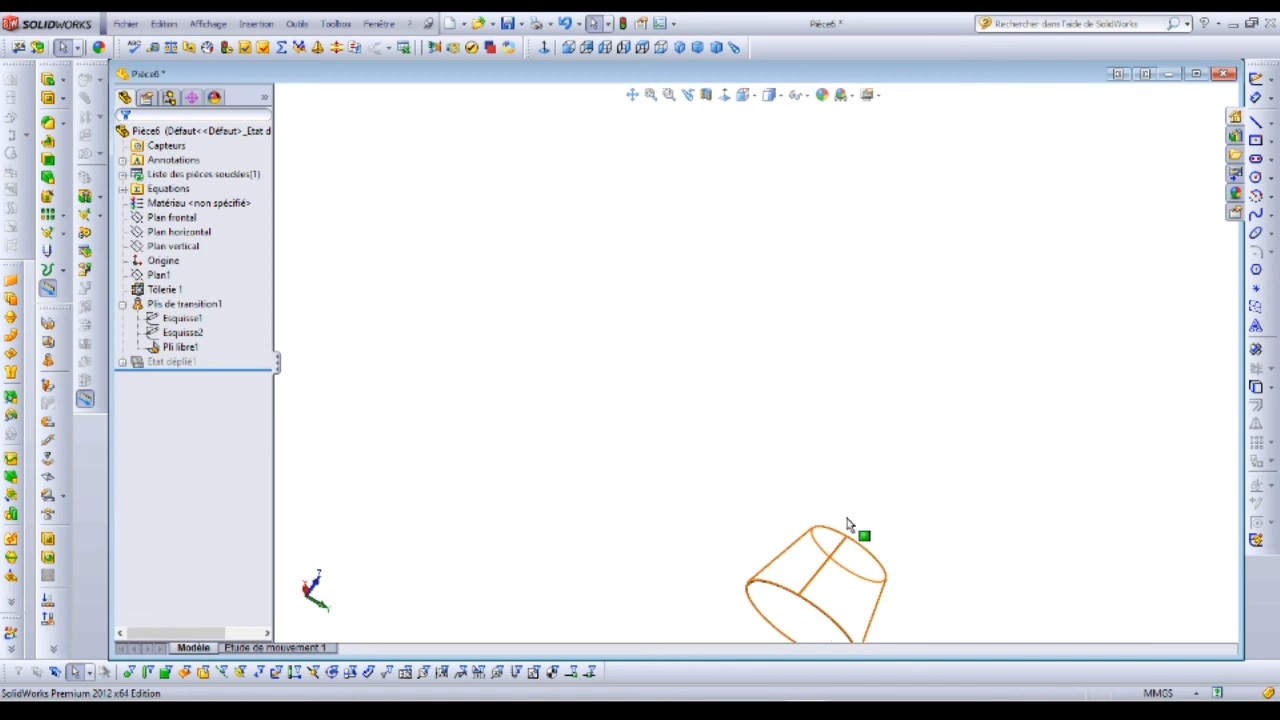 SOLIDWORKS
Fichier Edition Affichage Insertion Outils Toolbox Fenêtre ?
Pièce6 *
Rechercher dans l'aide de SolidWorks
Pièce6 *
Pièce6 (Défaut<<Défaut>_Etat d
Capteurs
Annotations
Liste des pièces soudées(1)
Equations
Matériau <non spécifié>
Plan frontal
Plan horizontal
Plan vertical
Origine
Plan1
Tôlerie 1
Plis de transition1
Esquisse1
Esquisse2
Pli libre1
Etat déplié1
Modèle Etude de mouvement 1
SolidWorks Premium 2012 x64 Edition
MMGS